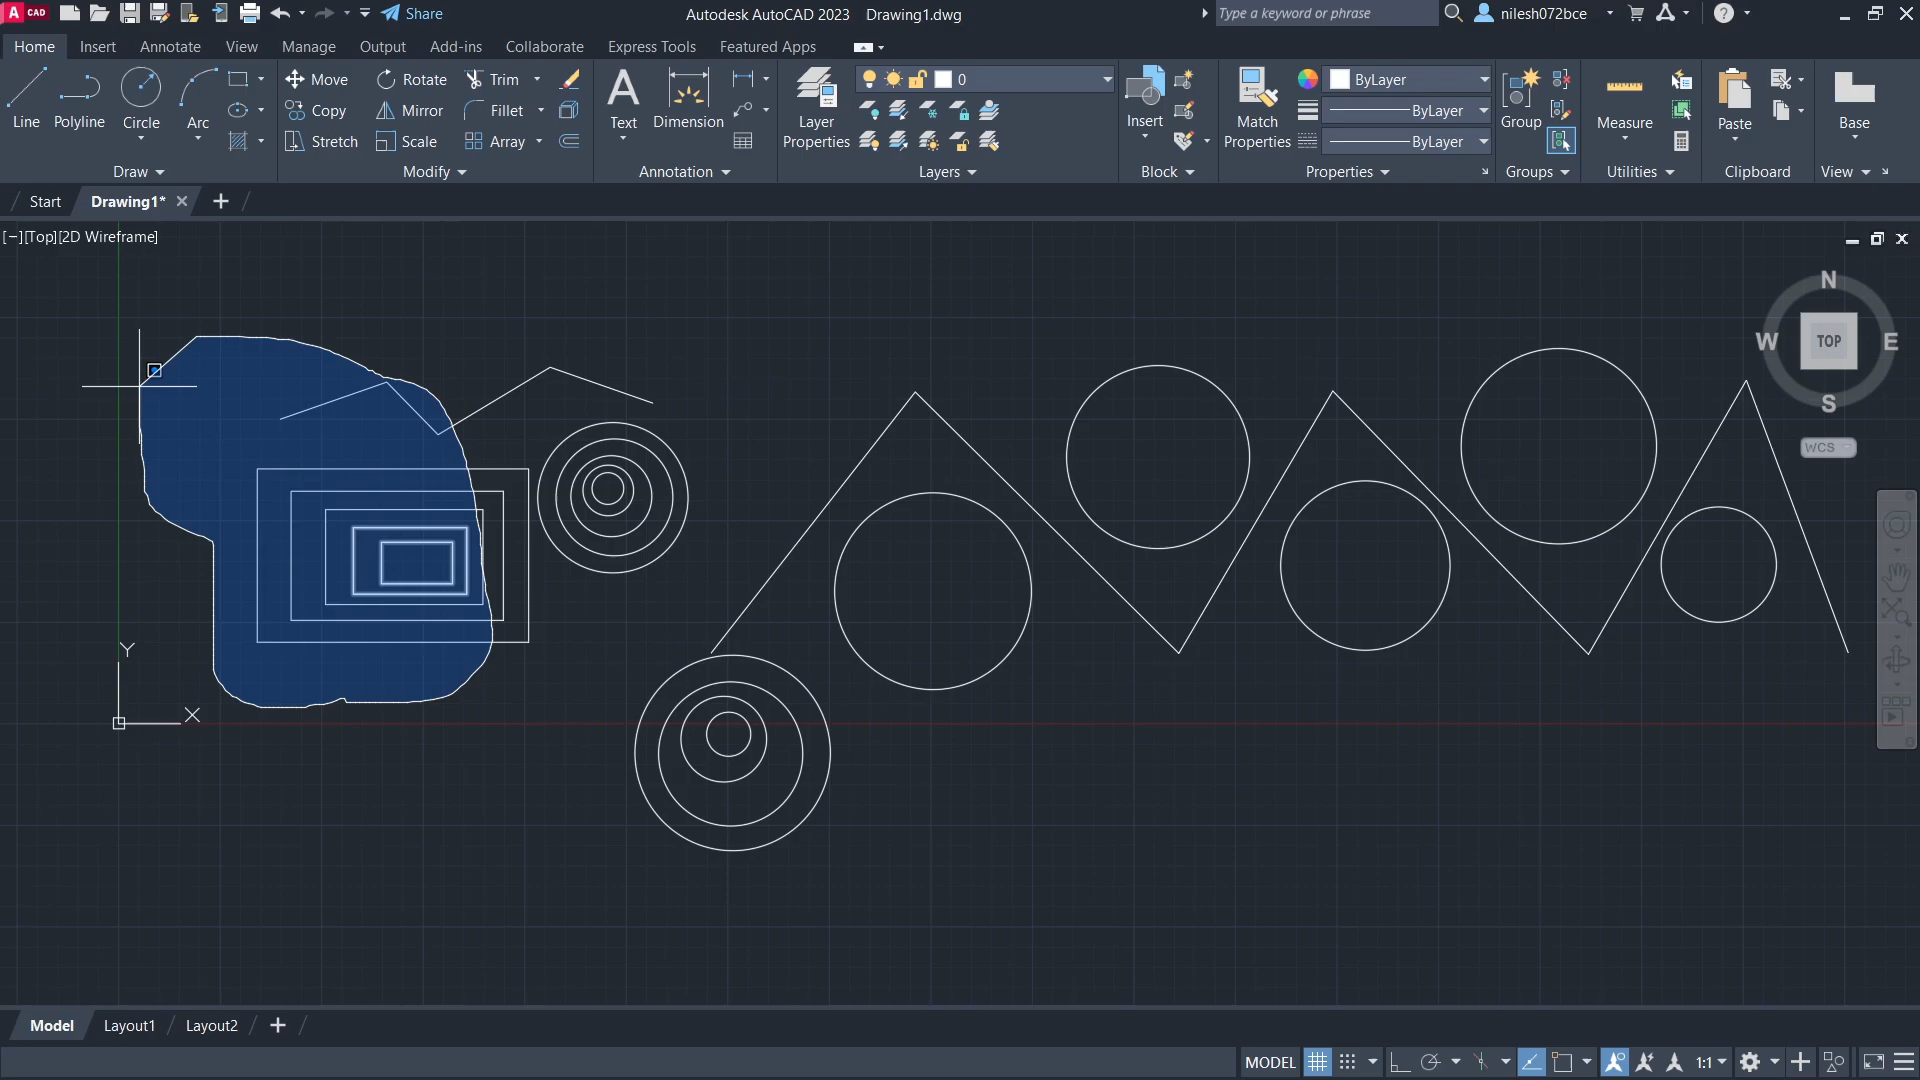 A CAD Share Autodesk AutoCAD 2023 Drawing1.dwg Type a keyword or phrase nilesh072bce ?
Home Insert Annotate View Manage Output Add-ins Collaborate Express Tools Featured Apps
Move Rotate Trim 0 ByLayer
Line Polyline Circle Arc Copy Mirror Fillet Text Dimension Layer Properties Insert Match Properties ByLayer Group Measure Paste Base
Stretch Scale Array ByLayer
Draw Modify Annotation Layers Block Properties Groups Utilities Clipboard View
Start Drawing1* +
[−][Top][2D Wireframe]
N
W TOP E
S
WCS
Y
X
Model Layout1 Layout2 +
MODEL 1:1